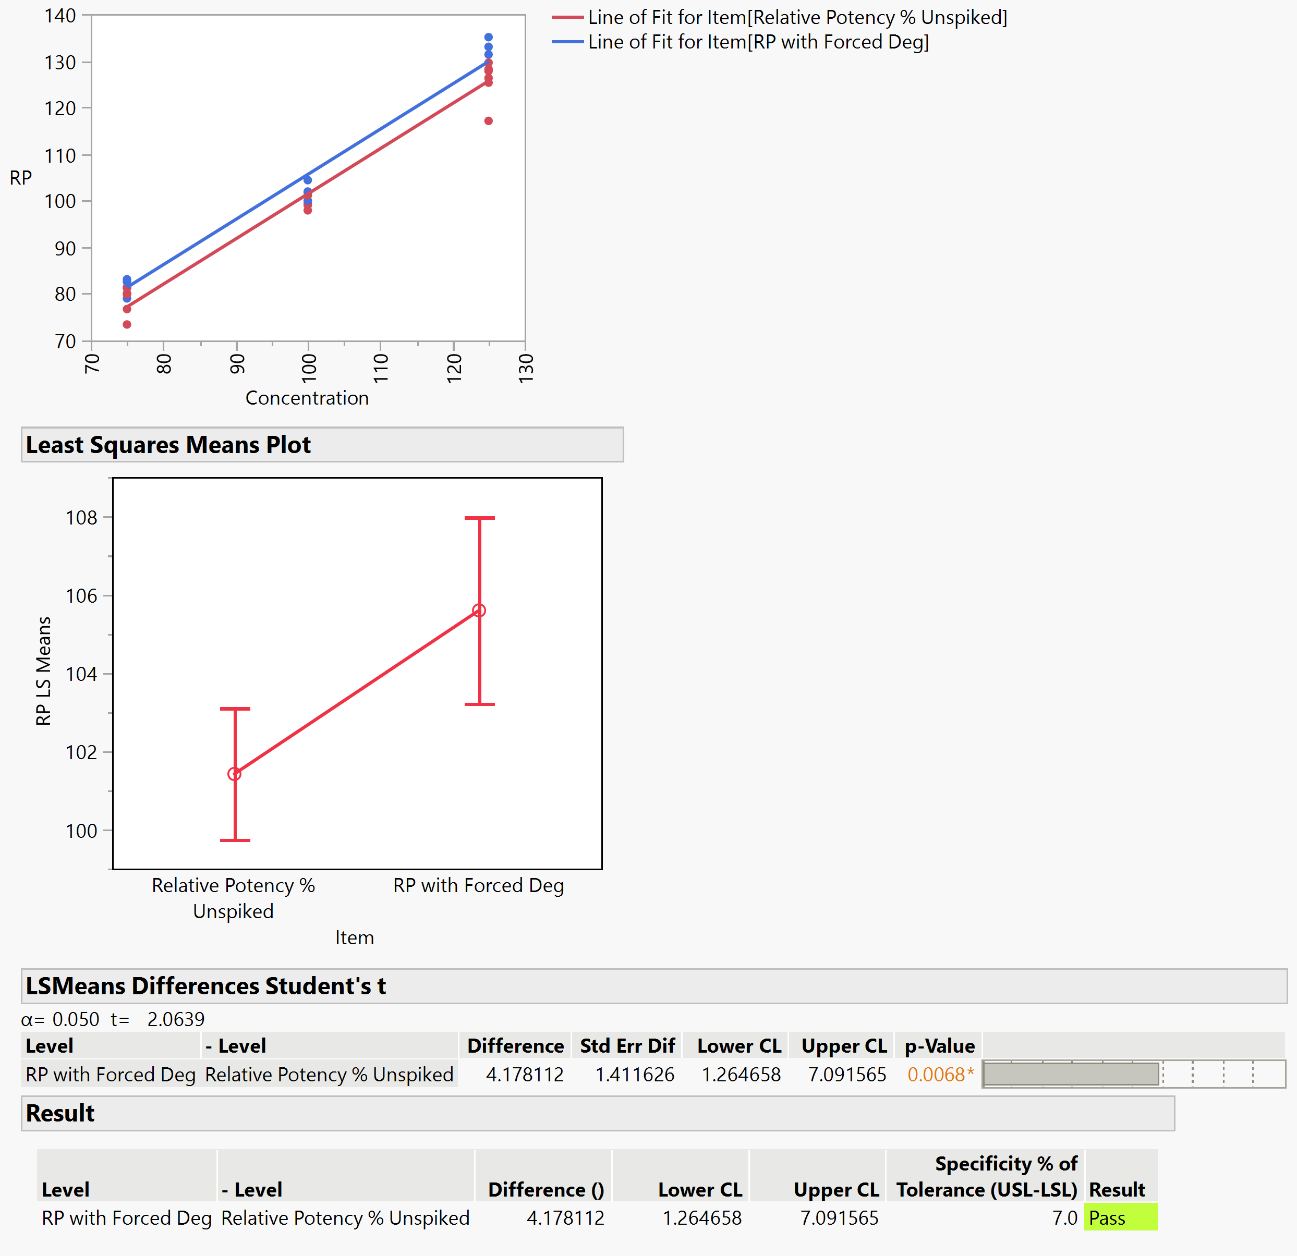 Line of Fit for Item[Relative Potency % Unspiked]
Line of Fit for Item[RP with Forced Deg]
140
130
120
110
100
90
80
70
RP
70 80 90 100 110 120 130
Concentration
Least Squares Means Plot
108
106
104
102
100
RP LS Means
Relative Potency % Unspiked
RP with Forced Deg
Item
LSMeans Differences Student's t
α= 0.050 t= 2.0639
Level - Level Difference Std Err Dif Lower CL Upper CL p-Value
RP with Forced Deg Relative Potency % Unspiked 4.178112 1.411626 1.264658 7.091565 0.0068*
Result
Specificity % of
Level - Level Difference () Lower CL Upper CL Tolerance (USL-LSL) Result
RP with Forced Deg Relative Potency % Unspiked 4.178112 1.264658 7.091565 7.0 Pass